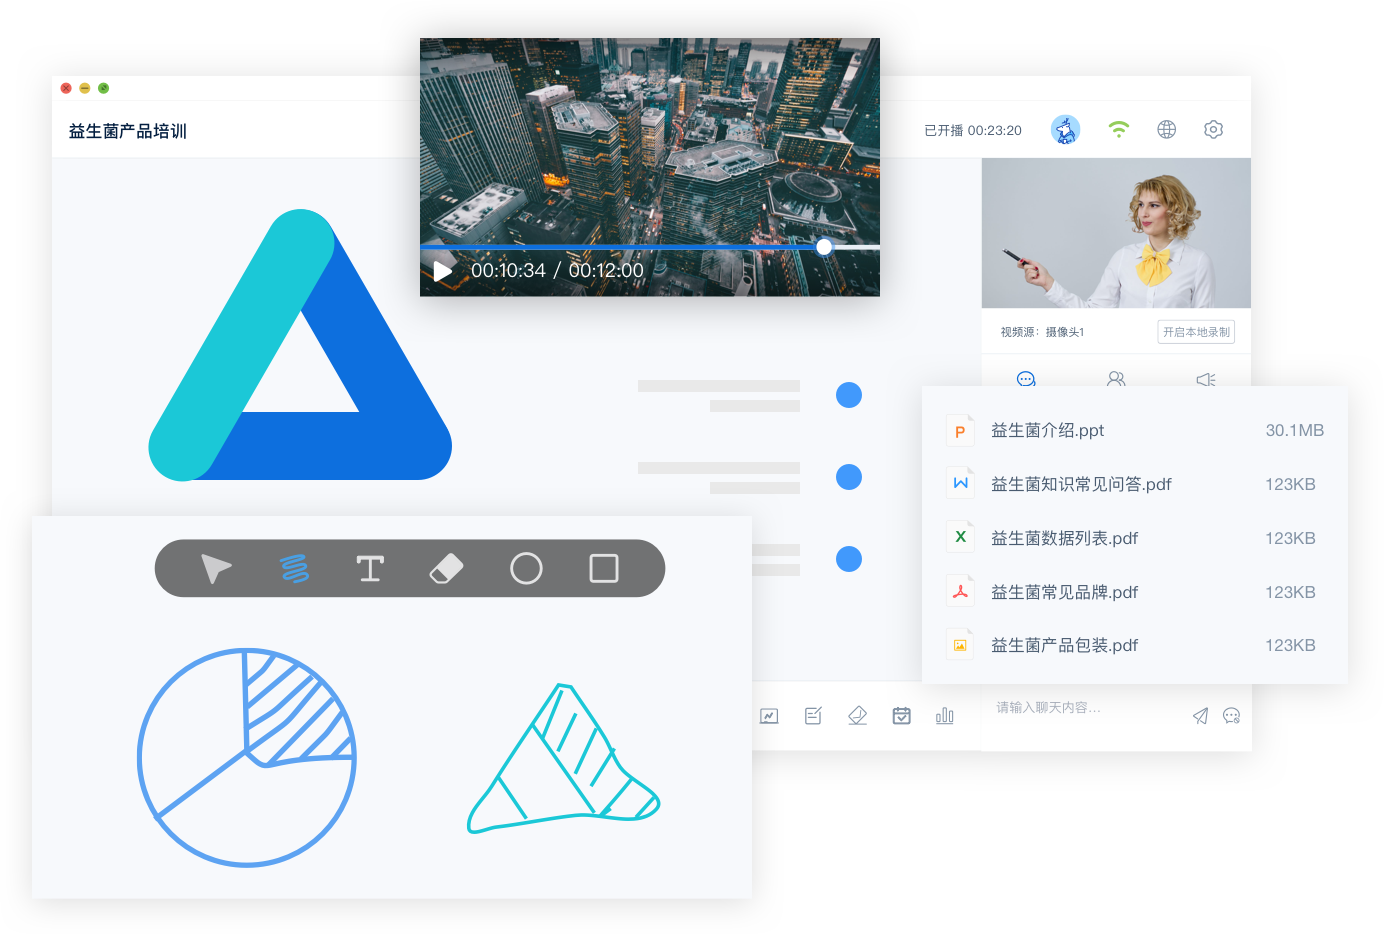 益生菌产品培训
已开播 00:23:20
00:10:34 / 00:12:00
视频源：摄像头1
开启本地录制
P 益生菌介绍.ppt 30.1MB
W 益生菌知识常见问答.pdf 123KB
X 益生菌数据列表.pdf 123KB
益生菌常见品牌.pdf 123KB
益生菌产品包装.pdf 123KB
T
请输入聊天内容...